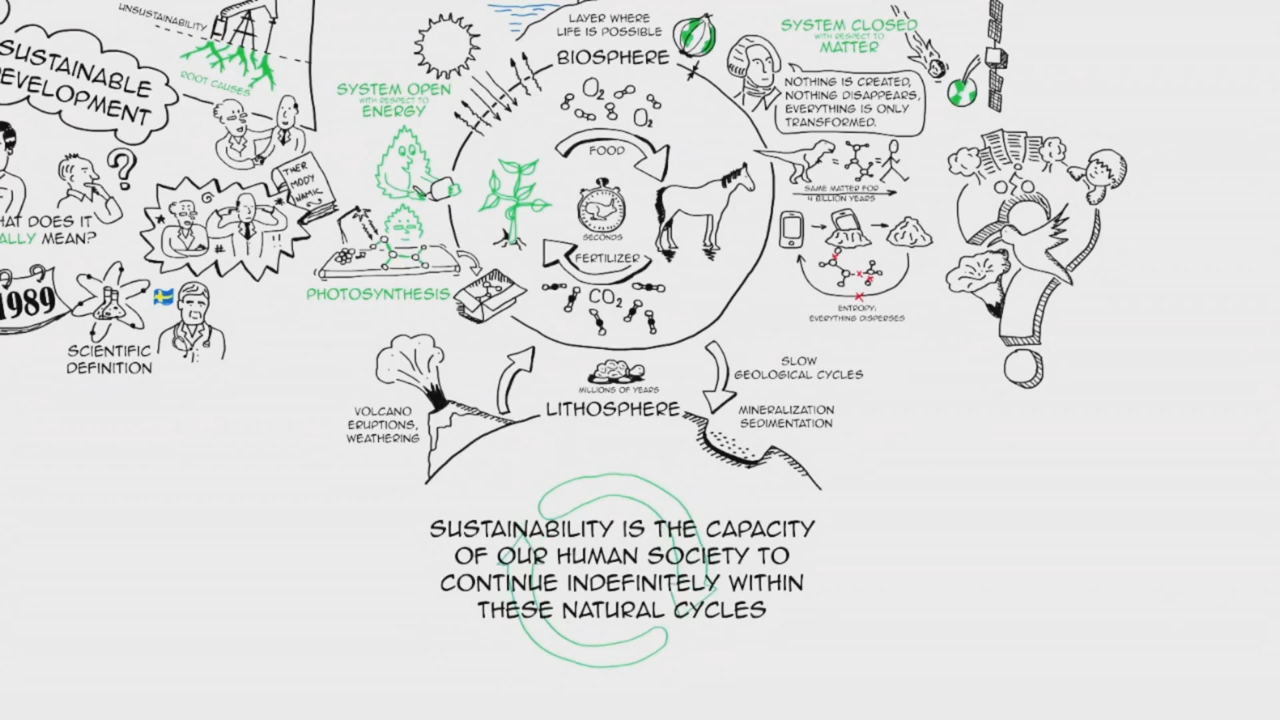 UNSUSTAINABILITY
ROOT CAUSES
SUSTAINABLE
EVELOPMENT
?
THER
MODY
NAMIC
HAT DOES IT
ALLY MEAN?
#
1989
SCIENTIFIC
DEFINITION
SYSTEM OPEN
WITH RESPECT TO
ENERGY
PHOTOSYNTHESIS
LAYER WHERE
LIFE IS POSSIBLE
BIOSPHERE
O2
O2
FOOD
SECONDS
FERTILIZER
CO2
SYSTEM CLOSED
WITH RESPECT TO
MATTER
NOTHING IS CREATED,
NOTHING DISAPPEARS,
EVERYTHING IS ONLY
TRANSFORMED.
SAME MATTER FOR
4 BILLION YEARS
ENTROPY:
EVERYTHING DISPERSES
MILLIONS OF YEARS
LITHOSPHERE
VOLCANO
ERUPTIONS,
WEATHERING
SLOW
GEOLOGICAL CYCLES
MINERALIZATION
SEDIMENTATION
SUSTAINABILITY IS THE CAPACITY
OF OUR HUMAN SOCIETY TO
CONTINUE INDEFINITELY WITHIN
THESE NATURAL CYCLES